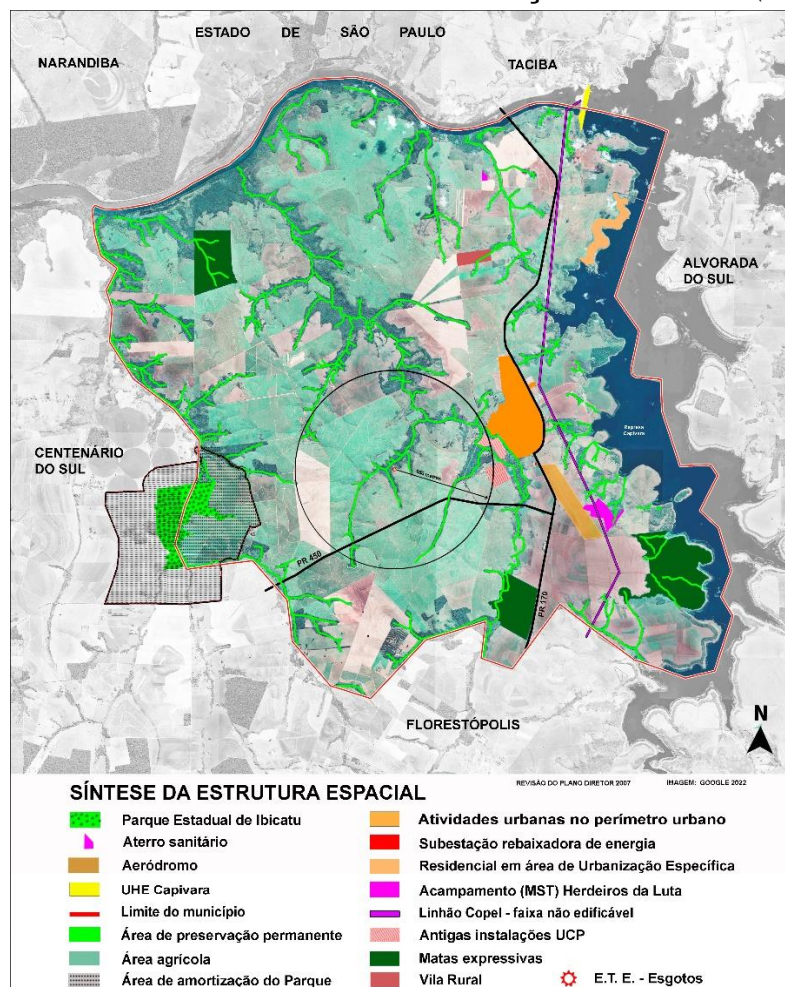 ESTADO DE SÃO PAULO
NARANDIBA
TACIBA
ALVORADA
DO SUL
Represa
Capivara
CENTENÁRIO
DO SUL
PR 450
PR 170
FLORESTÓPOLIS
N
REVISÃO DO PLANO DIRETOR 2007
IMAGEM: GOOGLE 2022
SÍNTESE DA ESTRUTURA ESPACIAL
Parque Estadual de Ibicatu
Aterro sanitário
Aeródromo
UHE Capivara
Limite do município
Área de preservação permanente
Área agrícola
Área de amortização do Parque
Atividades urbanas no perímetro urbano
Subestação rebaixadora de energia
Residencial em área de Urbanização Específica
Acampamento (MST) Herdeiros da Luta
Linhão Copel - faixa não edificável
Antigas instalações UCP
Matas expressivas
Vila Rural
E.T. E. - Esgotos